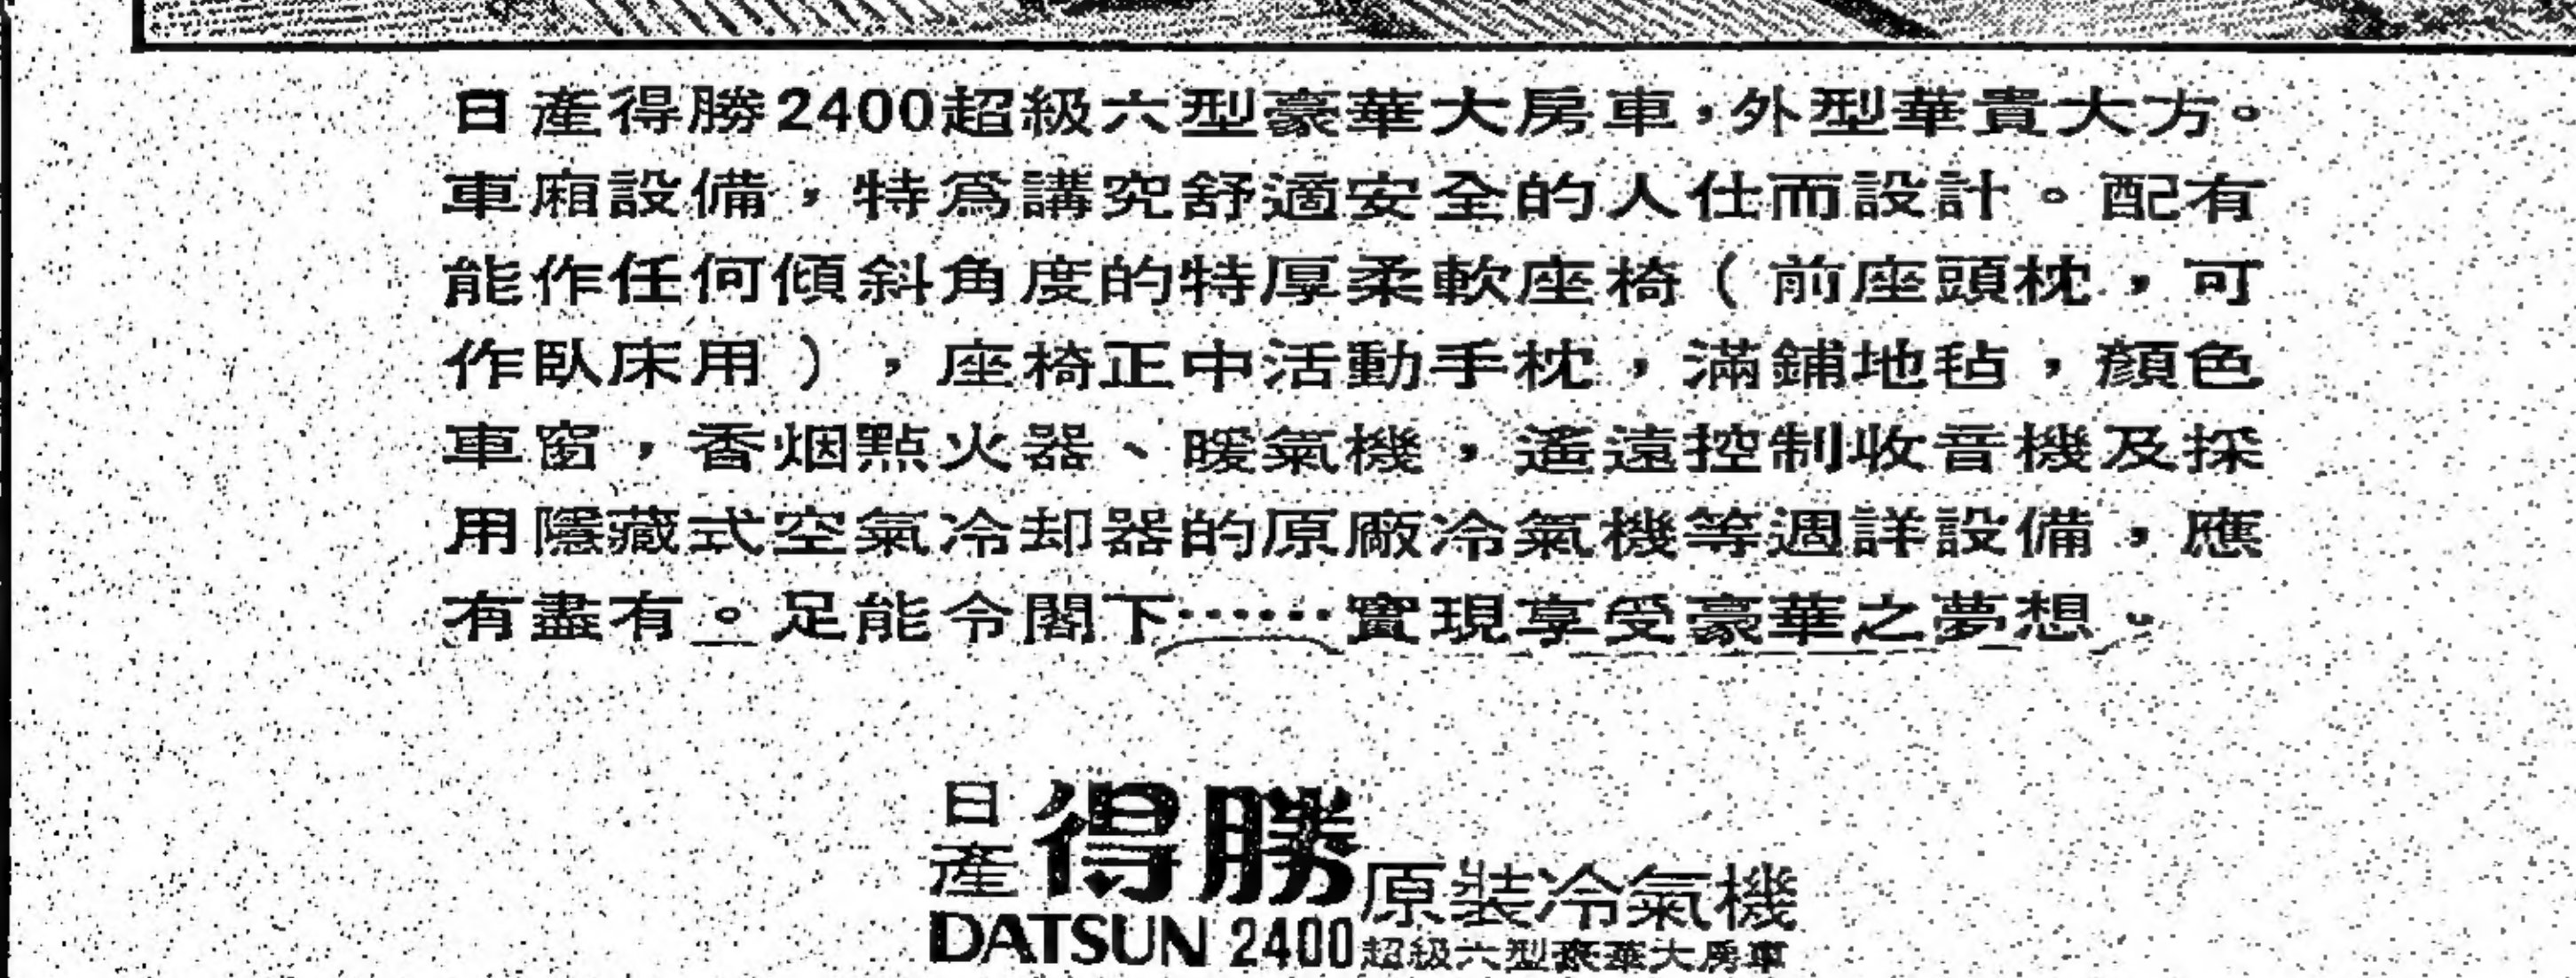 日產得勝2400超級六型豪華大房車，外型華貴大方。
車廂設備，特為講究舒適安全的人仕而設計。配有
能作任何傾斜角度的特厚柔軟座椅（前座頭枕，可
作臥床用），座椅正中活動手枕，滿鋪地毡，顏色
車窗，香烟點火器、暖氣機，遙遠控制收音機及採
用隱藏式空氣冷却器的原廠冷氣機等週詳設備，應
有盡有。足能令閣下……實現享受豪華之夢想。
日產得勝
原裝冷氣機
DATSUN 2400
超級六型豪華大房車